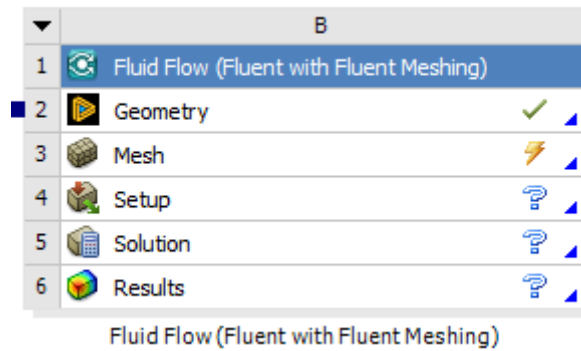 B
1 Fluid Flow (Fluent with Fluent Meshing)
2 Geometry
3 Mesh
4 Setup
5 Solution
6 Results
Fluid Flow (Fluent with Fluent Meshing)